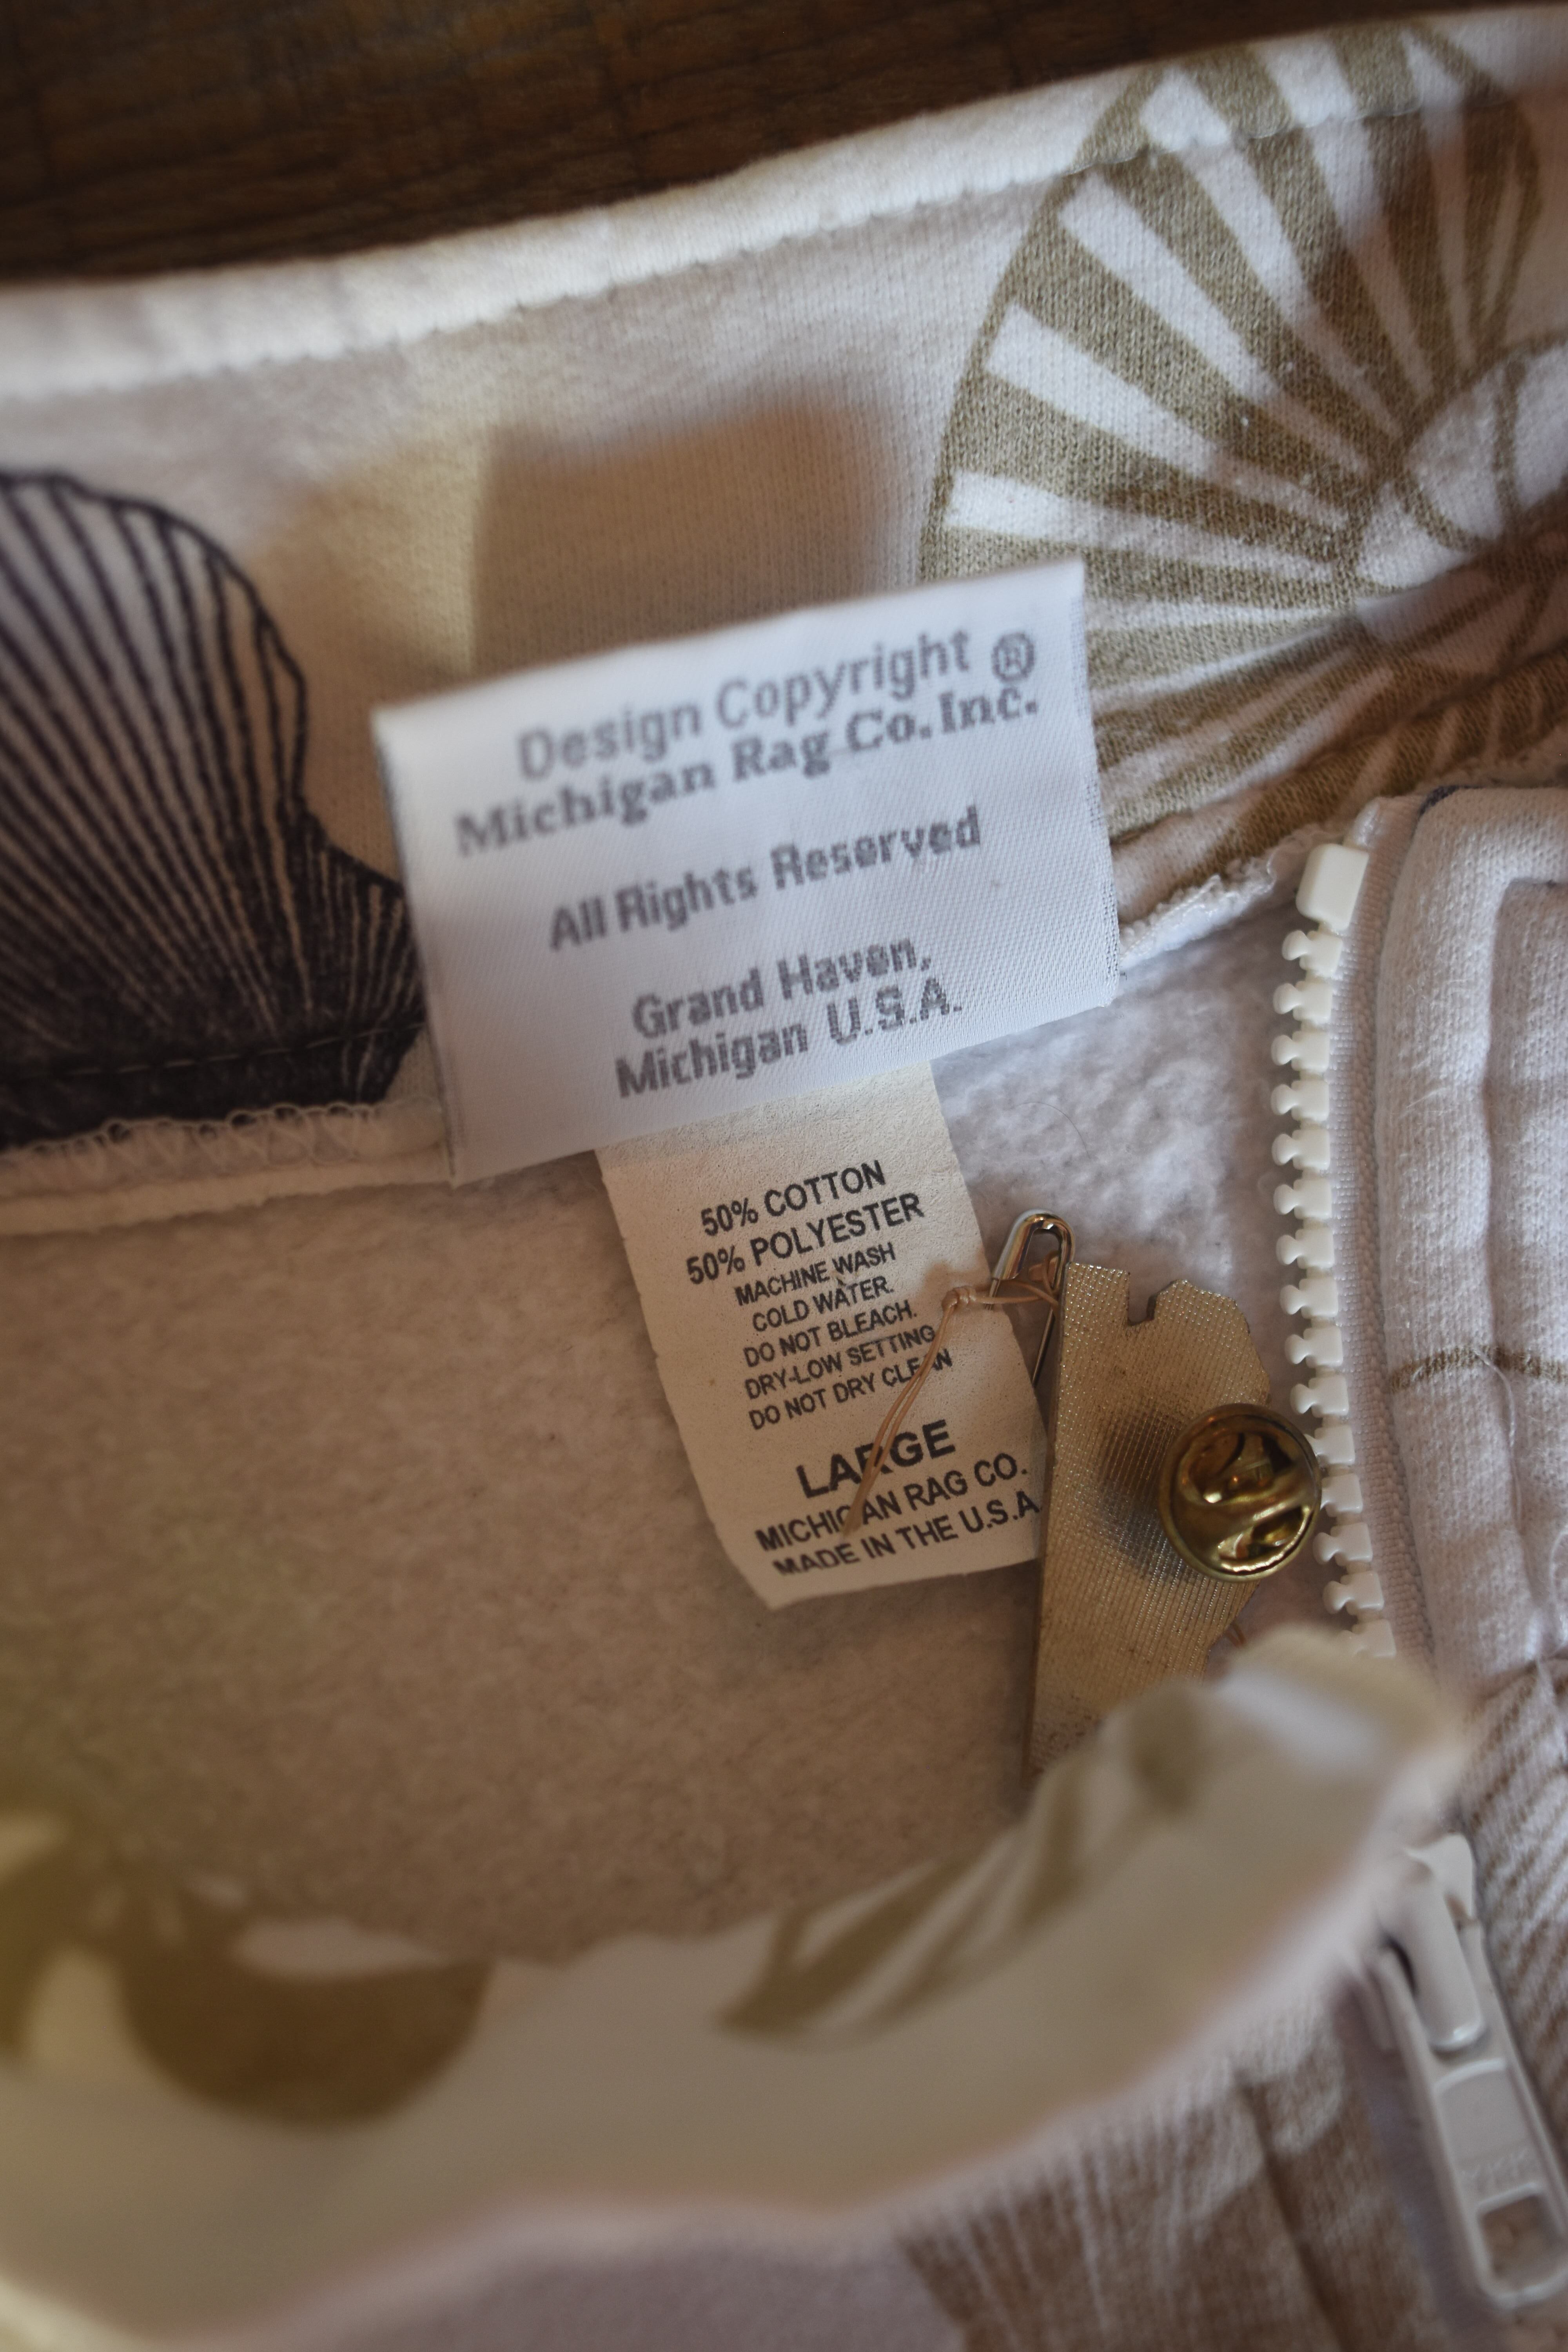 Design Copyright ®
Michigan Rag Co. Inc.
All Rights Reserved
Grand Haven,
Michigan U.S.A.
50% COTTON
50% POLYESTER
MACHINE WASH
COLD WATER.
DO NOT BLEACH.
DRY-LOW SETTING
DO NOT DRY CLEAN
LARGE
MICHIGAN RAG CO.
MADE IN THE U.S.A